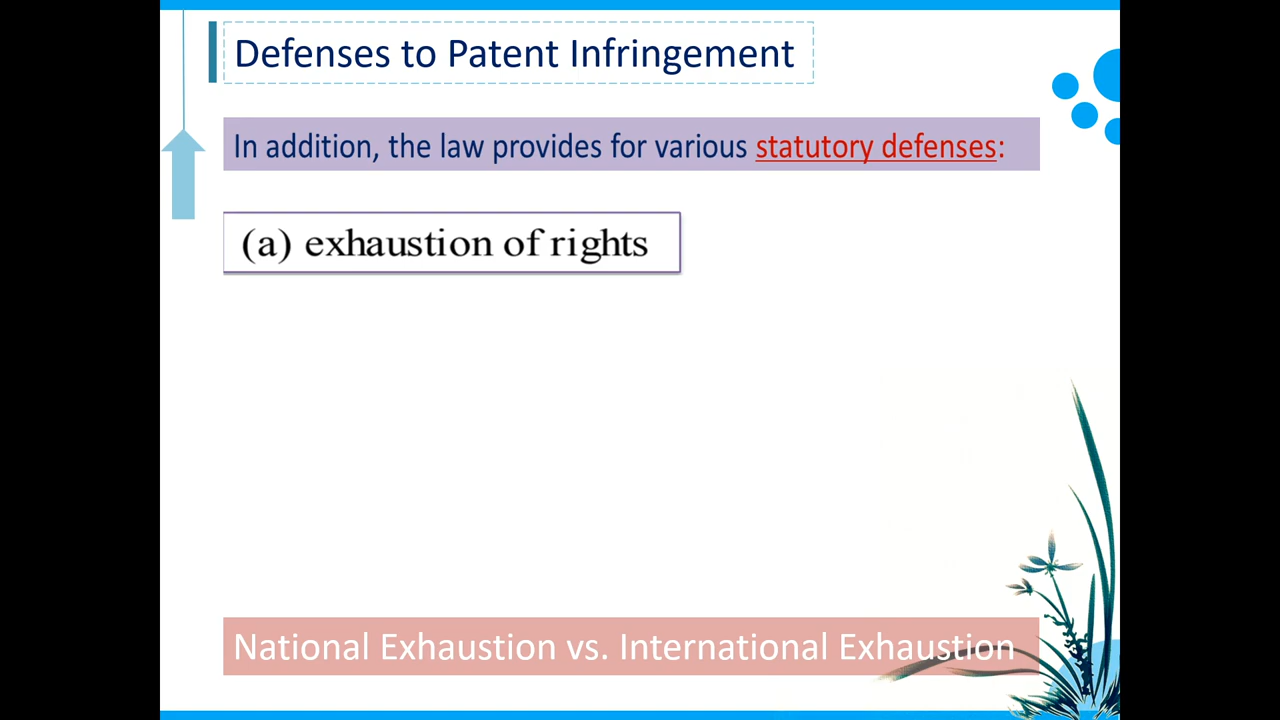 Defenses to Patent Infringement
In addition, the law provides for various statutory defenses:
(a) exhaustion of rights
National Exhaustion vs. International Exhaustion